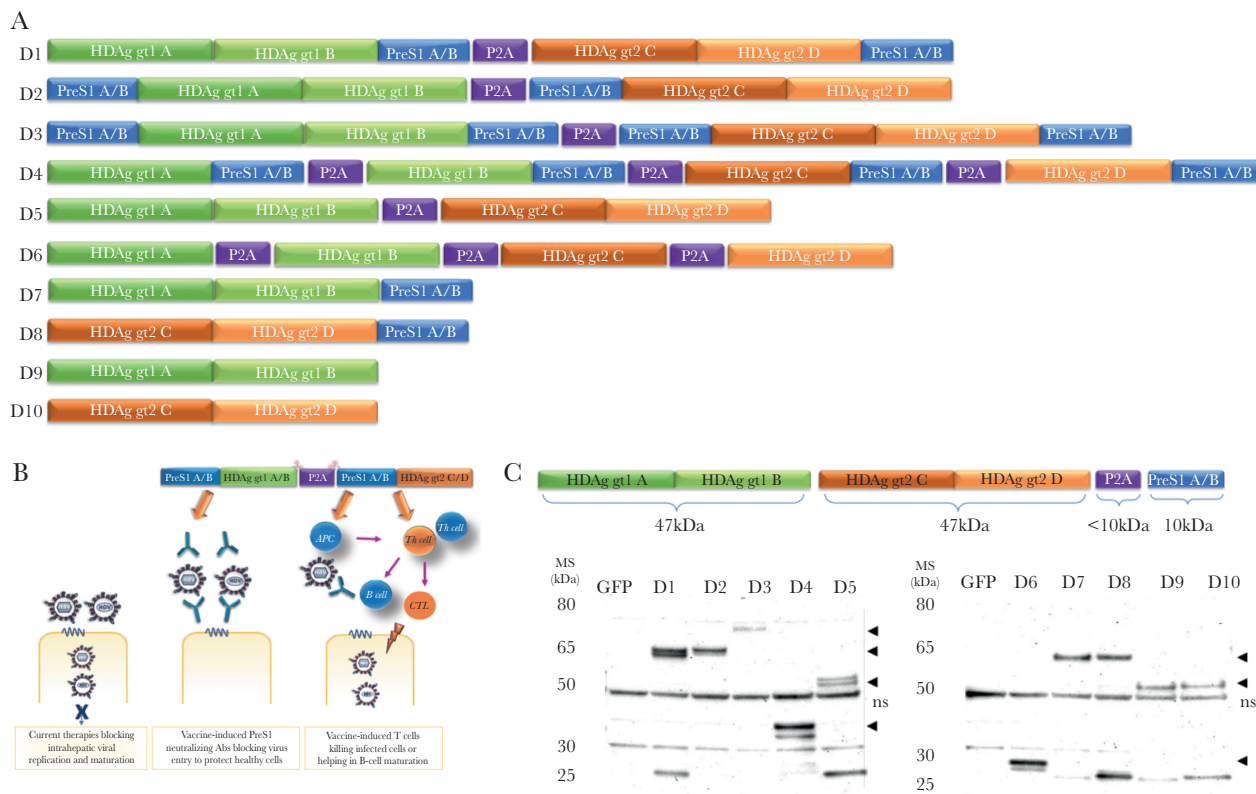 A
D1 HDAg gt1 A HDAg gt1 B PreS1 A/B P2A HDAg gt2 C HDAg gt2 D PreS1 A/B
D2 PreS1 A/B HDAg gt1 A HDAg gt1 B P2A PreS1 A/B HDAg gt2 C HDAg gt2 D
D3 PreS1 A/B HDAg gt1 A HDAg gt1 B PreS1 A/B P2A PreS1 A/B HDAg gt2 C HDAg gt2 D PreS1 A/B
D4 HDAg gt1 A PreS1 A/B P2A HDAg gt1 B PreS1 A/B P2A HDAg gt2 C PreS1 A/B P2A HDAg gt2 D PreS1 A/B
D5 HDAg gt1 A HDAg gt1 B P2A HDAg gt2 C HDAg gt2 D
D6 HDAg gt1 A P2A HDAg gt1 B P2A HDAg gt2 C P2A HDAg gt2 D
D7 HDAg gt1 A HDAg gt1 B PreS1 A/B
D8 HDAg gt2 C HDAg gt2 D PreS1 A/B
D9 HDAg gt1 A HDAg gt1 B
D10 HDAg gt2 C HDAg gt2 D
B
PreS1 A/B HDAg gt1 A/B P2A PreS1 A/B HDAg gt2 C/D
APC Th cell Th cell
HDV
B cell CTL
X
Current therapies blocking
intrahepatic viral
replication and maturation
Vaccine-induced PreS1
neutralizing Abs blocking virus
entry to protect healthy cells
Vaccine-induced T cells
killing infected cells or
helping in B-cell maturation
C
HDAg gt1 A HDAg gt1 B HDAg gt2 C HDAg gt2 D P2A PreS1 A/B
47kDa 47kDa <10kDa 10kDa
MS
(kDa)
GFP D1 D2 D3 D4 D5
80
65
50
ns
30
25
MS
(kDa)
GFP D6 D7 D8 D9 D10
80
65
50
ns
30
25